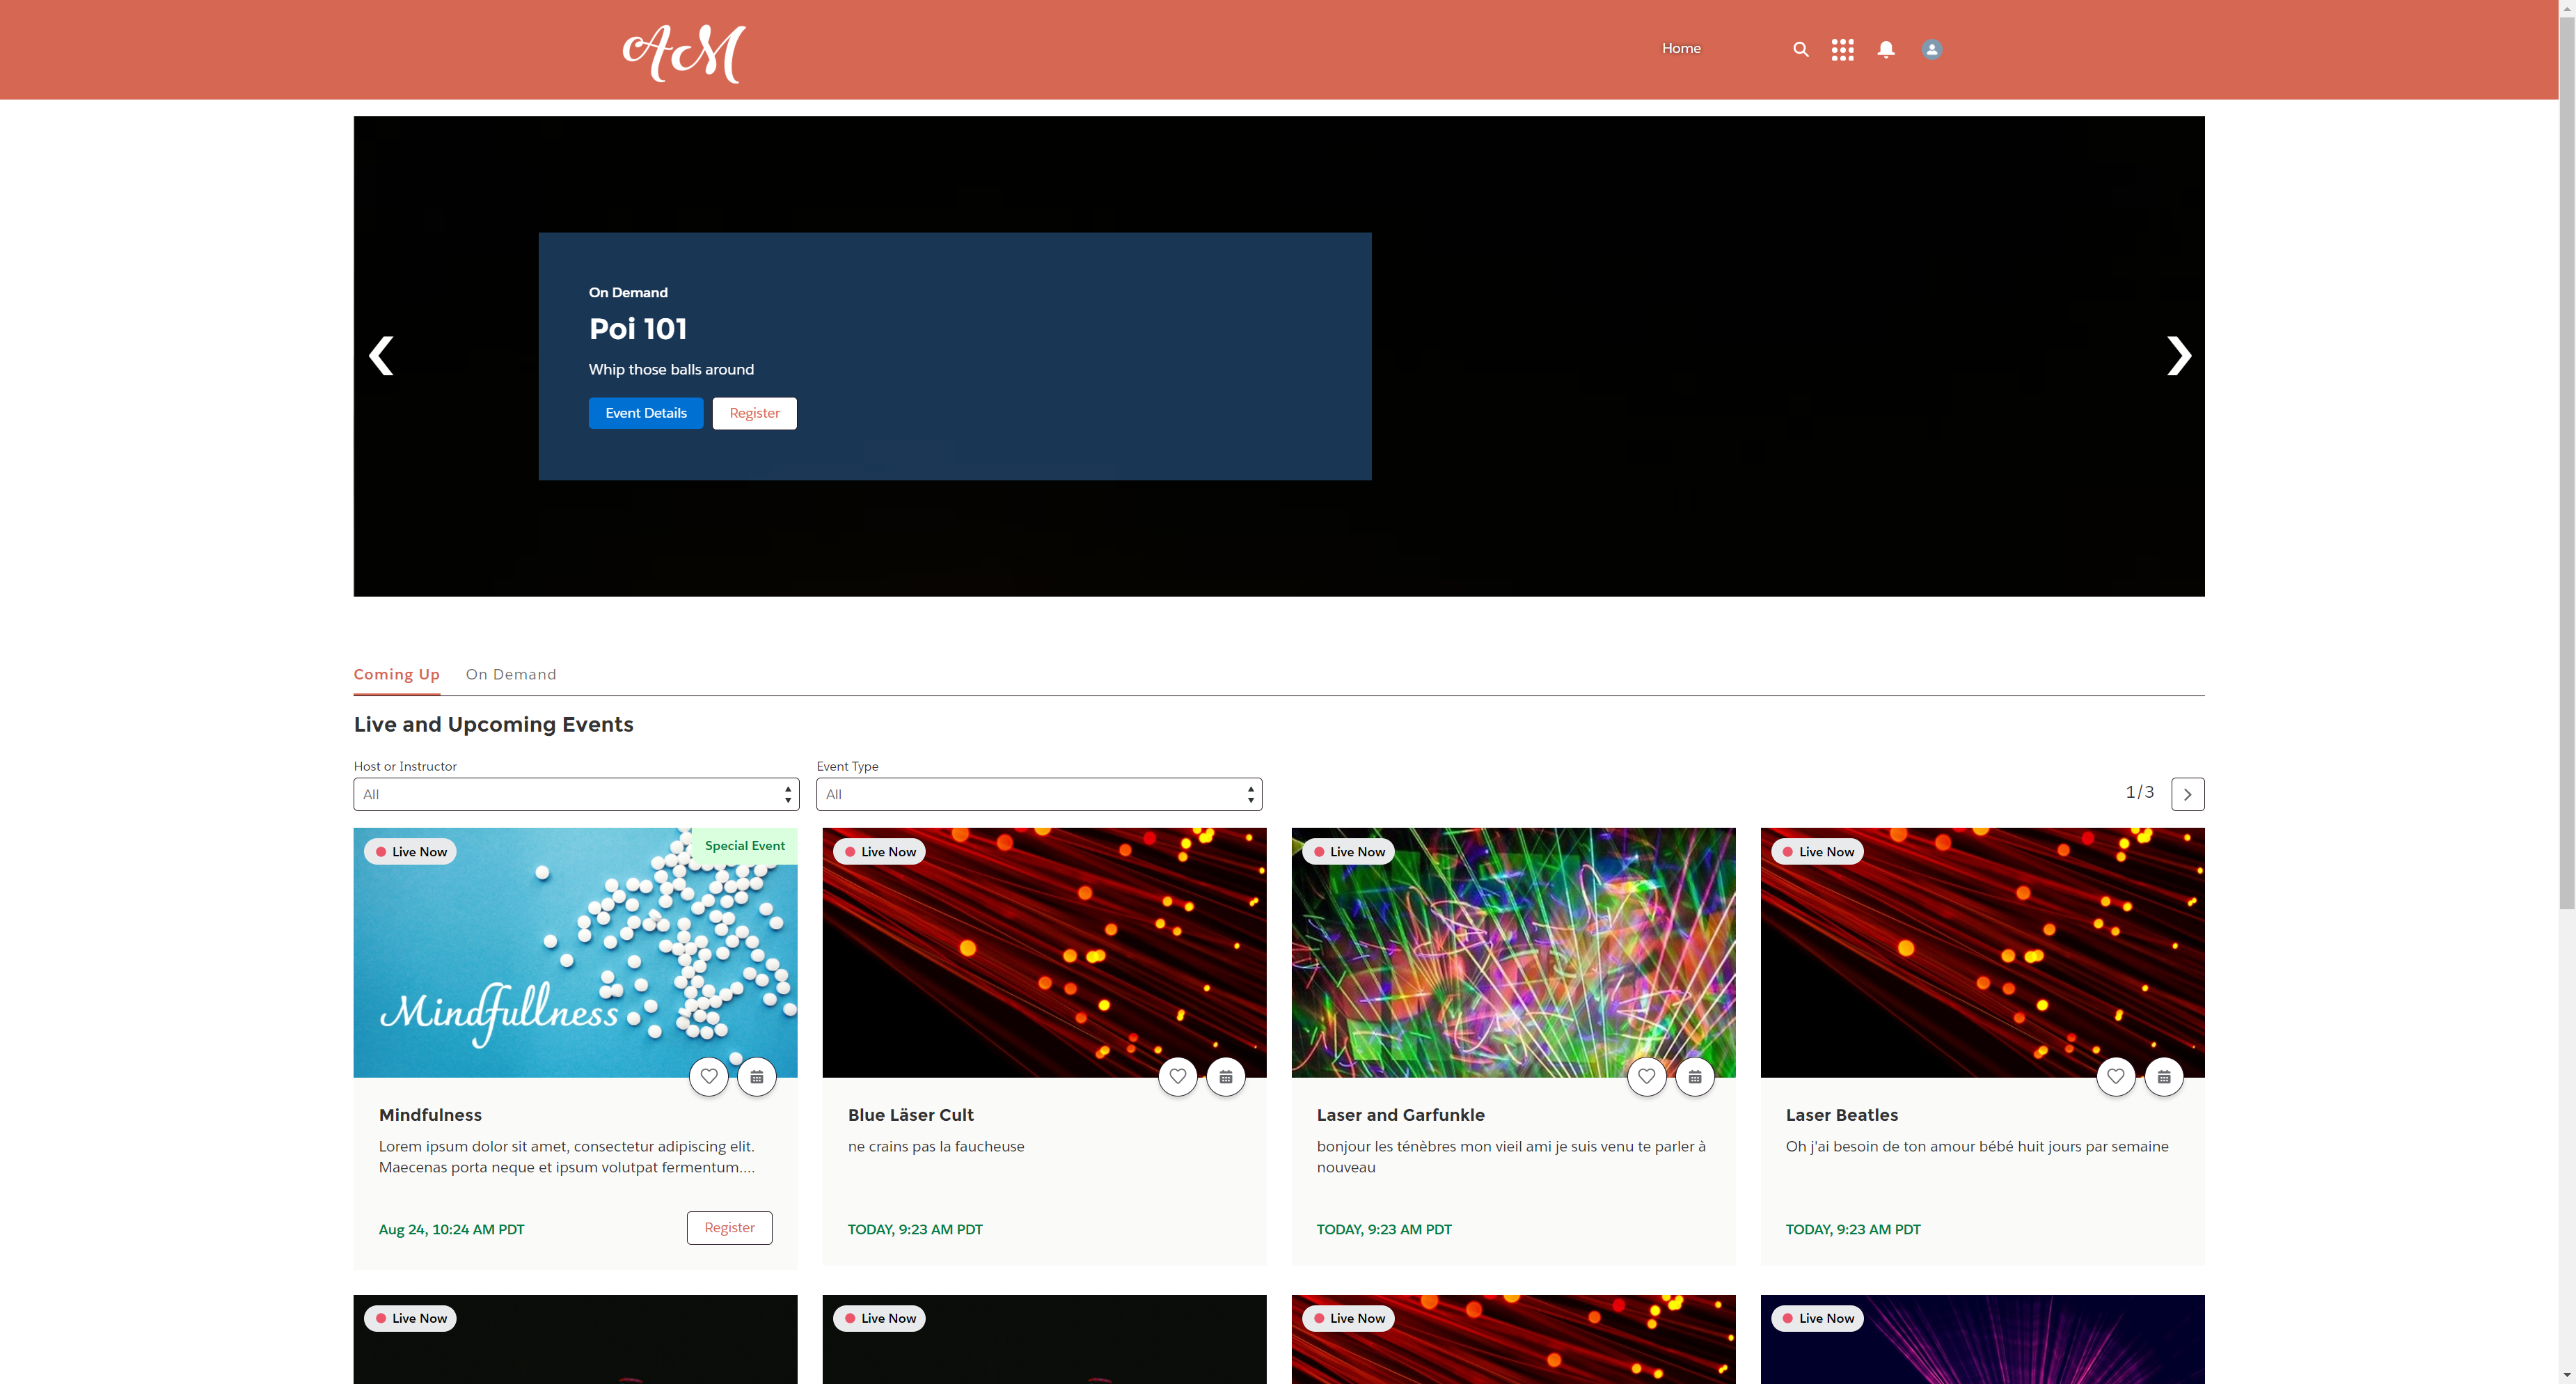 AcM
Home
On Demand
Poi 101
Whip those balls around
Event Details
Register
Coming Up
On Demand
Live and Upcoming Events
Host or Instructor
Event Type
All
All
1/3
Live Now
Special Event
Mindfullness
Mindfulness
Lorem ipsum dolor sit amet, consectetur adipiscing elit.
Maecenas porta neque et ipsum volutpat fermentum....
Aug 24, 10:24 AM PDT
Register
Live Now
Blue Läser Cult
ne crains pas la faucheuse
TODAY, 9:23 AM PDT
Live Now
Laser and Garfunkle
bonjour les ténèbres mon vieil ami je suis venu te parler à
nouveau
TODAY, 9:23 AM PDT
Live Now
Laser Beatles
Oh j'ai besoin de ton amour bébé huit jours par semaine
TODAY, 9:23 AM PDT
Live Now
Live Now
Live Now
Live Now